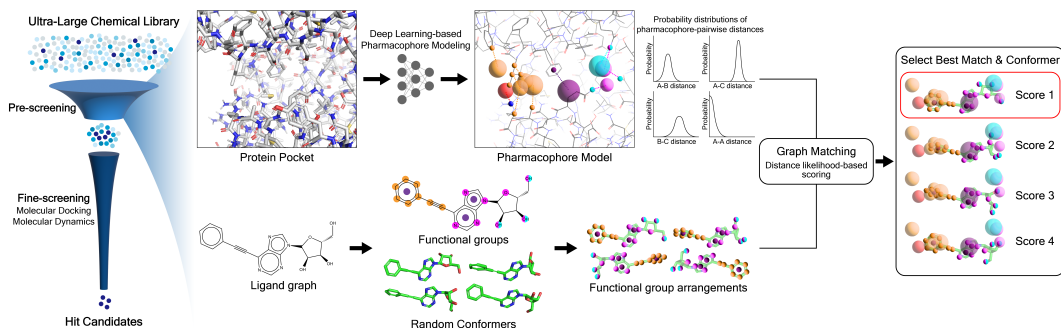 Ultra-Large Chemical Library
Pre-screening
Fine-screening
Molecular Docking
Molecular Dynamics
Hit Candidates
Protein Pocket
Deep Learning-based
Pharmacophore Modeling
Pharmacophore Model
Probability distributions of
pharmacophore-pairwise distances
Probability
A-B distance
Probability
A-C distance
Probability
B-C distance
Probability
A-A distance
Ligand graph
Functional groups
Random Conformers
Functional group arrangements
Graph Matching
Distance likelihood-based
scoring
Select Best Match & Conformer
Score 1
Score 2
Score 3
Score 4